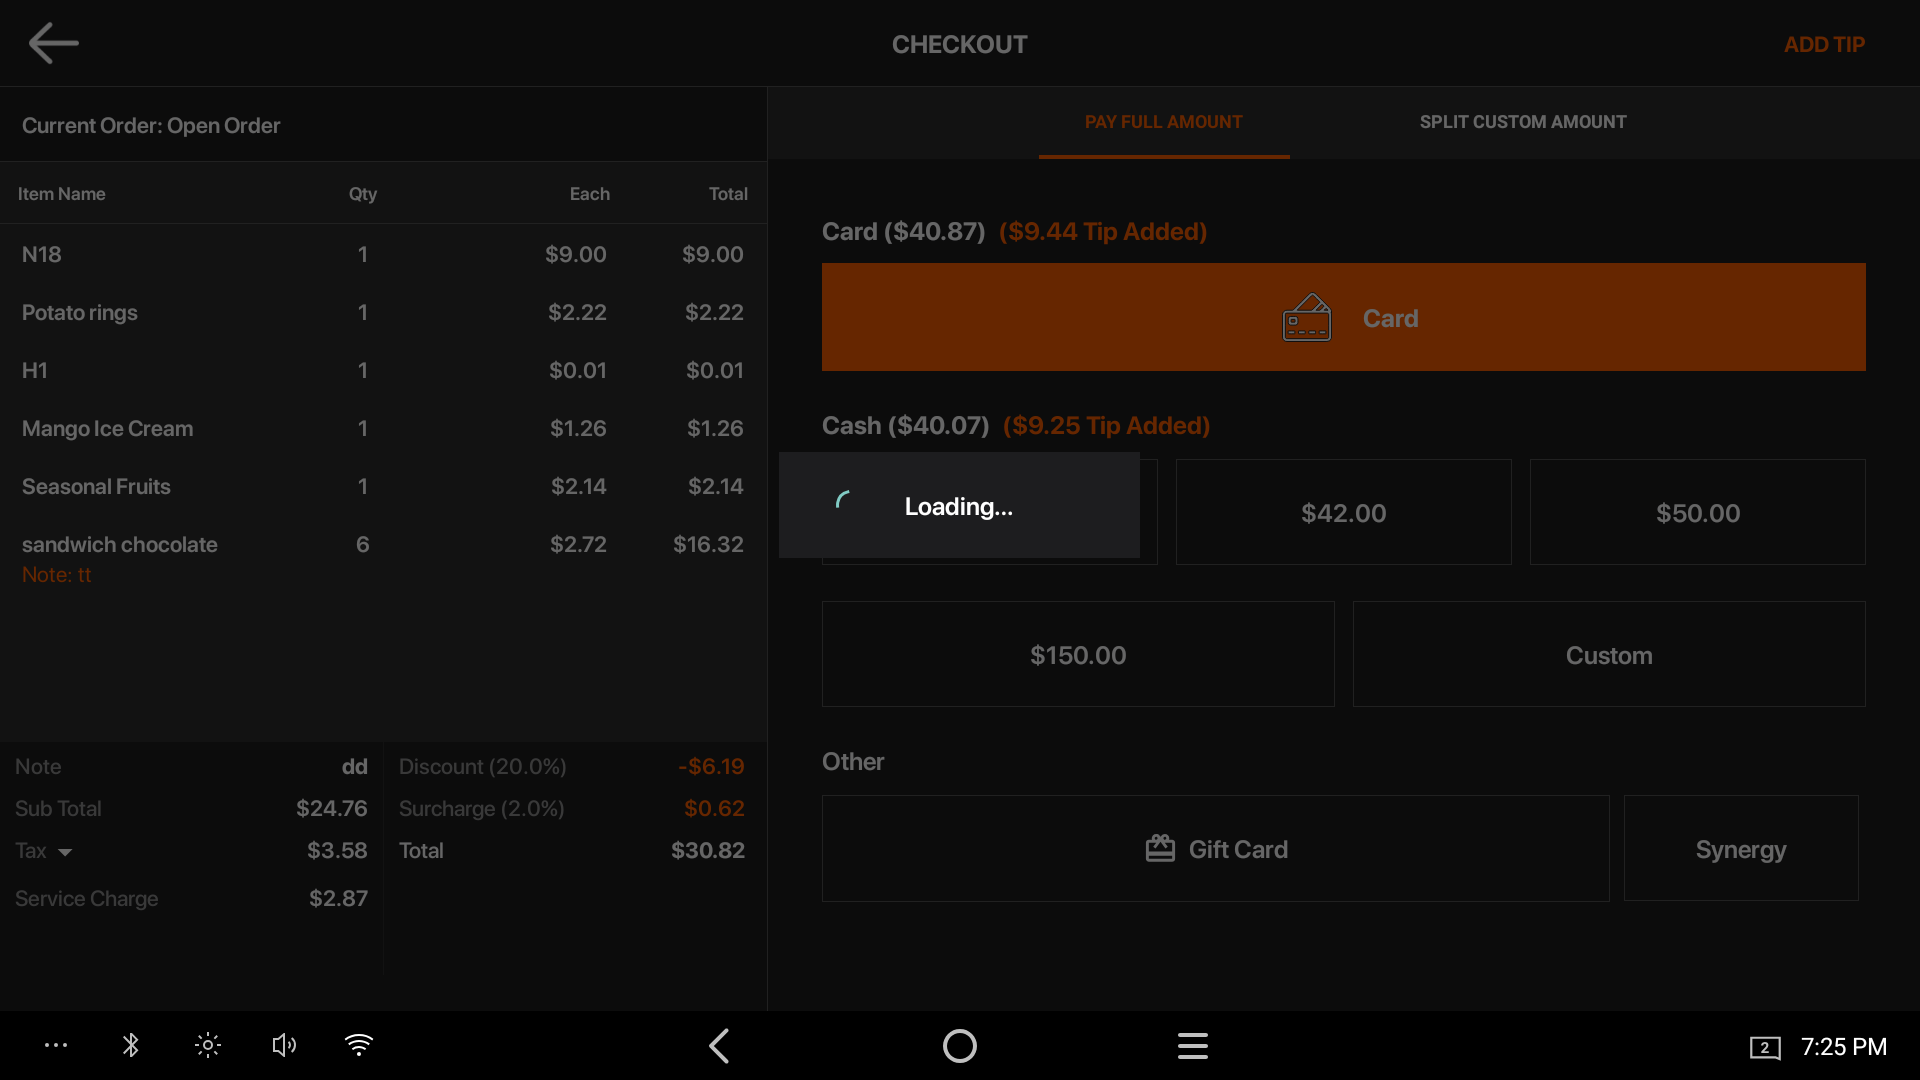 CHECKOUT
ADD TIP
Current Order: Open Order
Item Name Qty Each Total
N18 1 $9.00 $9.00
Potato rings 1 $2.22 $2.22
H1 1 $0.01 $0.01
Mango Ice Cream 1 $1.26 $1.26
Seasonal Fruits 1 $2.14 $2.14
sandwich chocolate 6 $2.72 $16.32
Note: tt
Note dd
Sub Total $24.76
Tax $3.58
Service Charge $2.87
Discount (20.0%) -$6.19
Surcharge (2.0%) $0.62
Total $30.82
PAY FULL AMOUNT
SPLIT CUSTOM AMOUNT
Card ($40.87) ($9.44 Tip Added)
Card
Cash ($40.07) ($9.25 Tip Added)
Loading...
$42.00
$50.00
$150.00
Custom
Other
Gift Card
Synergy
2
7:25 PM